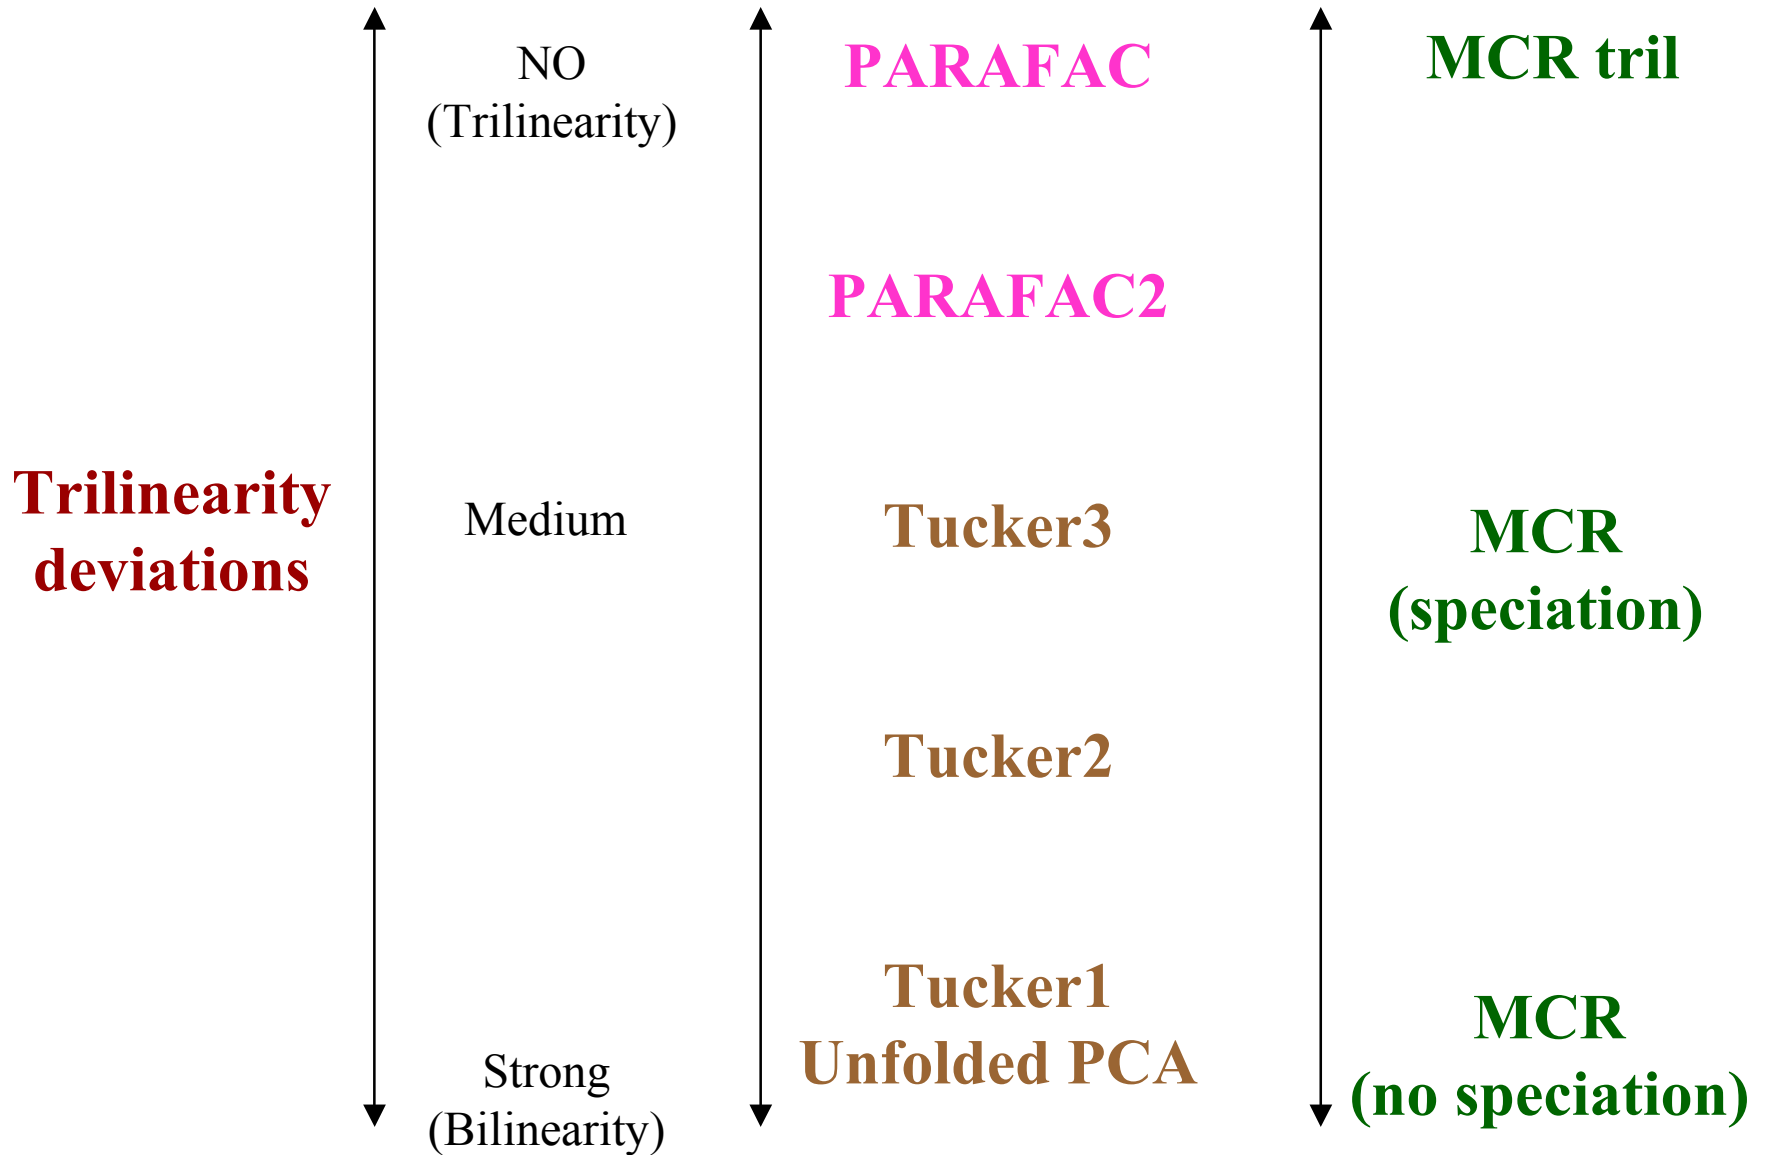 Trilinearity
deviations
NO
(Trilinearity)
Medium
Strong
(Bilinearity)
PARAFAC
PARAFAC2
Tucker3
Tucker2
Tucker1
Unfolded PCA
MCR tril
MCR
(speciation)
MCR
(no speciation)